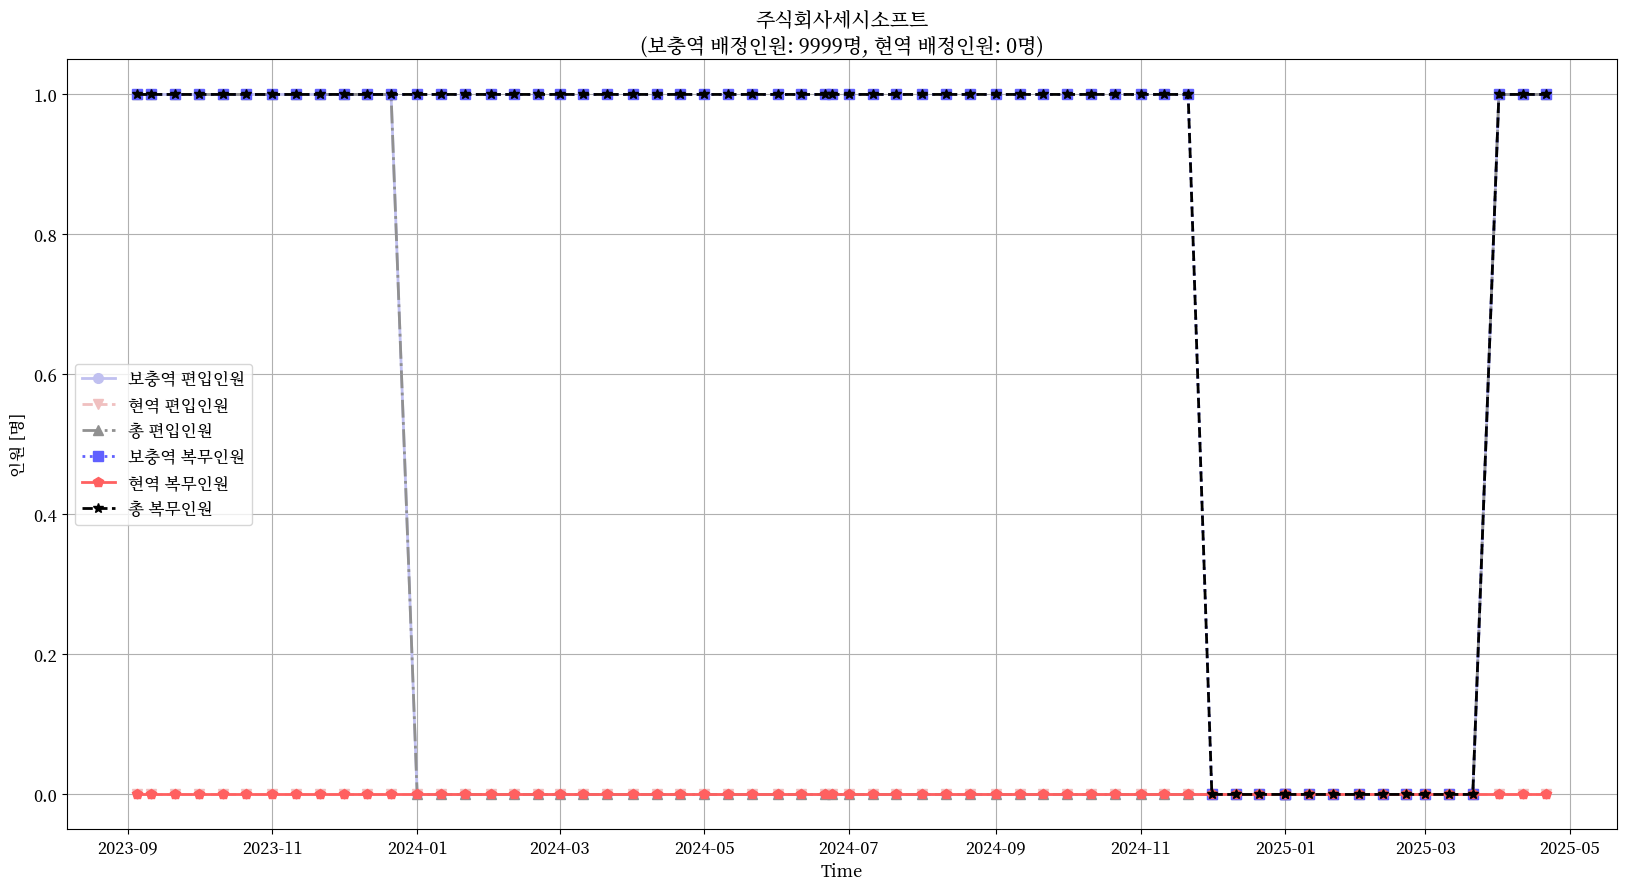 주식회사세시소프트
(보충역 배정인원: 9999명, 현역 배정인원: 0명)
1.0
0.8
0.6
0.4
0.2
0.0
인원 [명]
보충역 편입인원
현역 편입인원
총 편입인원
보충역 복무인원
현역 복무인원
총 복무인원
2023-09
2023-11
2024-01
2024-03
2024-05
2024-07
2024-09
2024-11
2025-01
2025-03
2025-05
Time